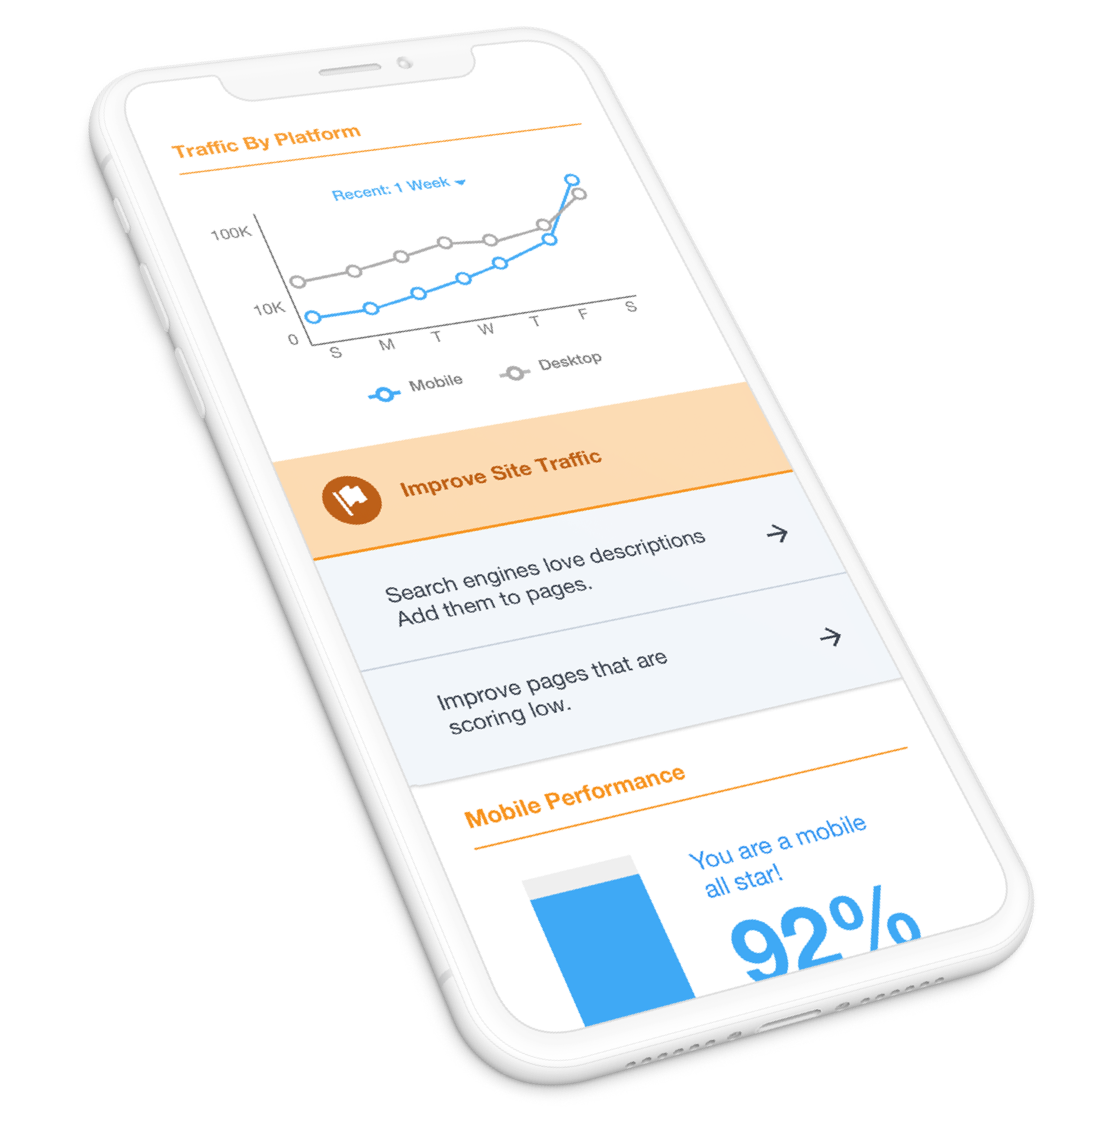 Traffic By Platform
Recent: 1 Week
100K
10K
0
S M T W T F S
Mobile Desktop
Improve Site Traffic
Search engines love descriptions
Add them to pages.
Improve pages that are
scoring low.
Mobile Performance
You are a mobile
all star!
92%